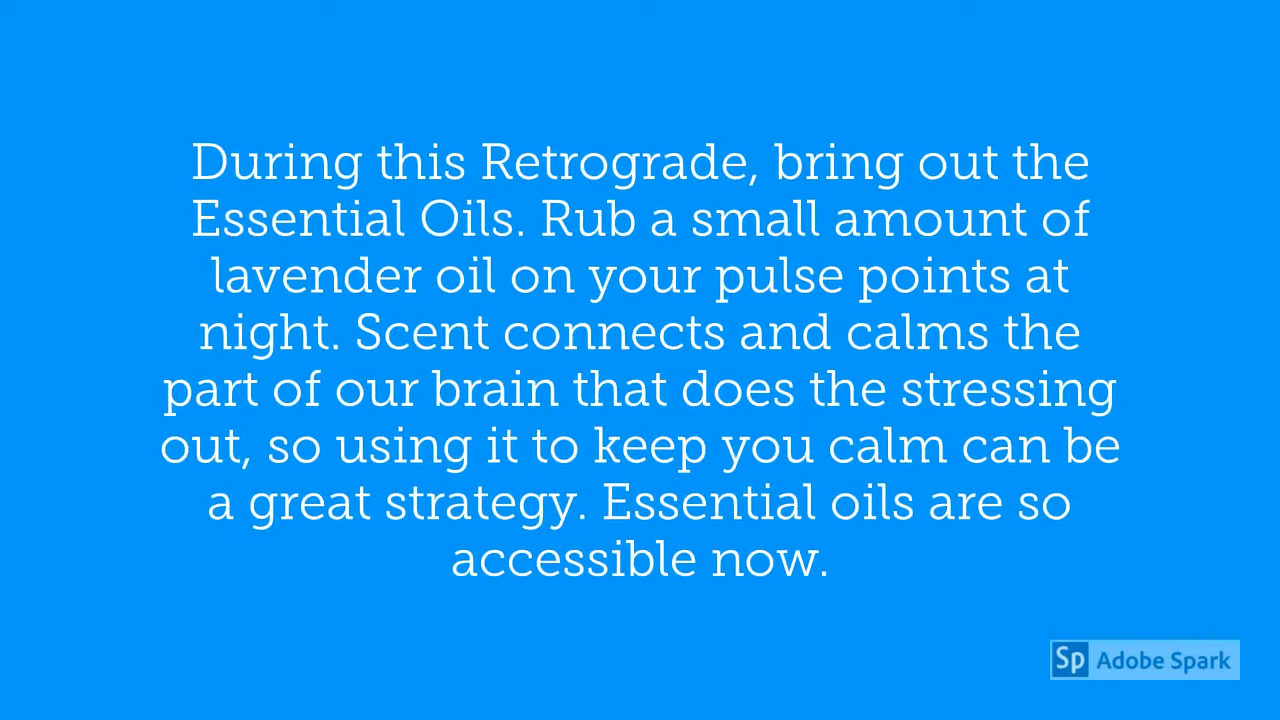 During this Retrograde, bring out the
Essential Oils. Rub a small amount of
lavender oil on your pulse points at
night. Scent connects and calms the
part of our brain that does the stressing
out, so using it to keep you calm can be
a great strategy. Essential oils are so
accessible now.
Sp Adobe Spark